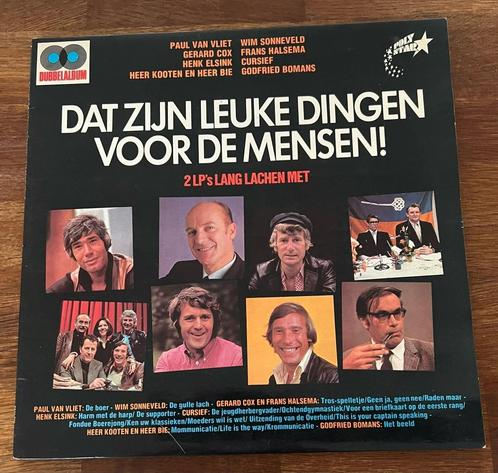 DUBBELALBUM
PAUL VAN VLIET WIM SONNEVELD
GERARD COX FRANS HALSEMA
HENK ELSINK CURSIEF
HEER KOOTEN EN HEER BIE GODFRIED BOMANS
POLY
STAR
DAT ZIJN LEUKE DINGEN
VOOR DE MENSEN!
2 LP's LANG LACHEN MET
PAUL VAN VLIET: De boer - WIM SONNEVELD: De gulle lach - GERARD COX EN FRANS HALSEMA: Tros-spelletje/Geen ja, geen nee/Raden maar -
HENK ELSINK: Harm met de harp/De supporter - CURSIEF: De jeugdherbergvader/Ochtendgymnastiek/Voor een briefkaart op de eerste rang/
Fondue Boerejong/Ken uw klassieken/Moeders wil is wet/Uitzending van de Overheid/This is your captain speaking -
HEER KOOTEN EN HEER BIE: Mommunicatie/Life is the way/Krommunicatie - GODFRIED BOMANS: Het beeld